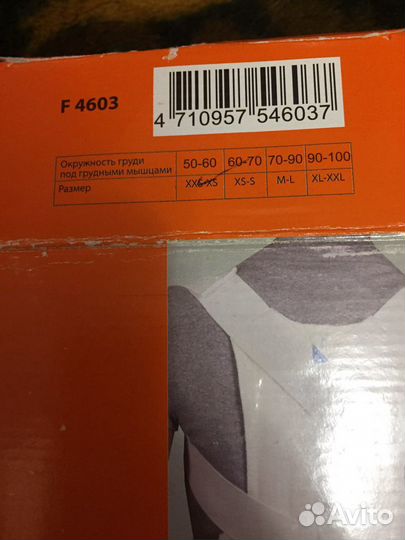 F 4603
4 710957 546037
Окружность груди под грудными мышцами 50-60 60-70 70-90 90-100
Размер XXS-XS XS-S M-L XL-XXL
Avito